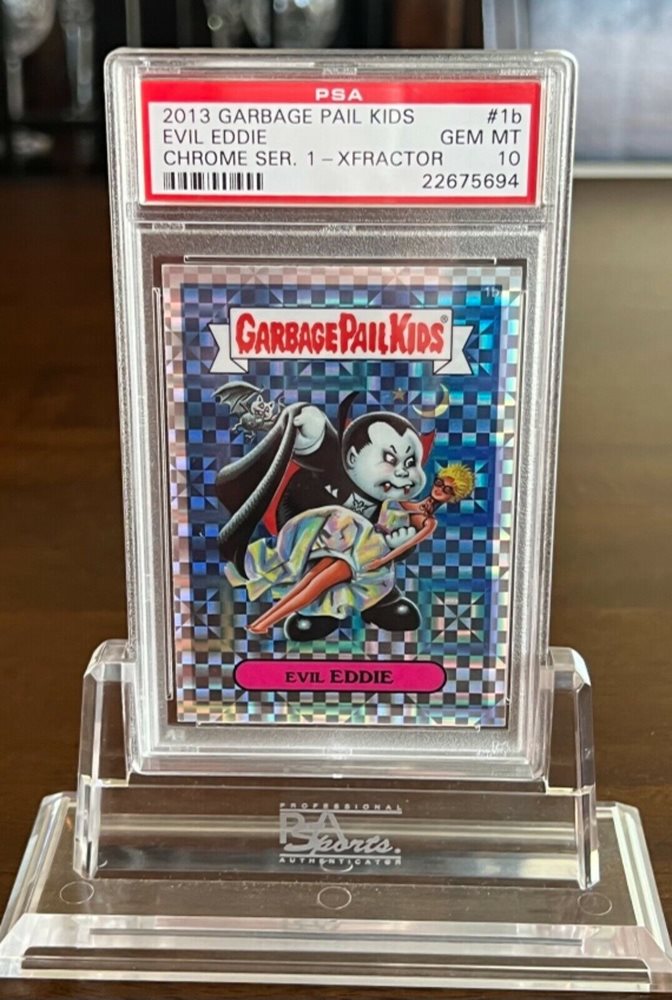 PSA
2013 GARBAGE PAIL KIDS #1b
EVIL EDDIE GEM MT
CHROME SER. 1 – XFRACTOR 10
22675694
1b
GARBAGE PAIL KIDS®
EVIL EDDIE
PROFESSIONAL
PSA
Sports.
AUTHENTICATOR